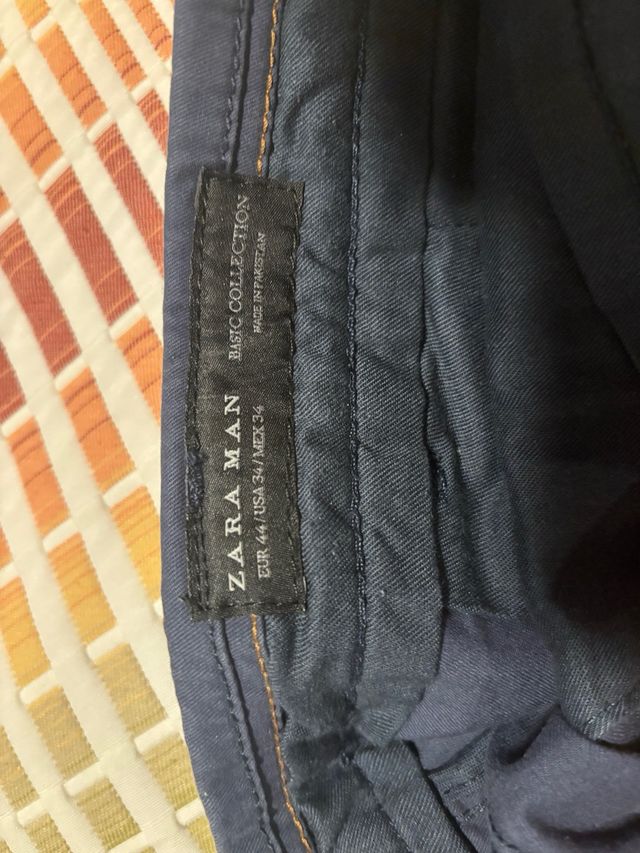 ZARA MAN BASIC COLLECTION
EUR 44 / USA 34 / MEX 34 MADE IN PAKISTAN